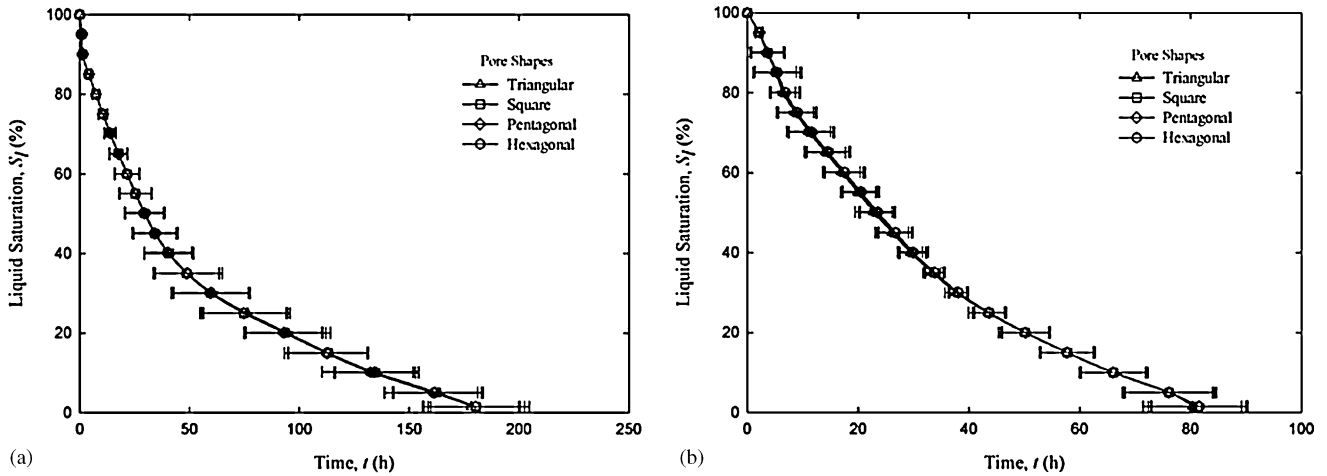 100
80
60
40
20
0
Liquid Saturation, Sl (%)
0 50 100 150 200 250
Time, t (h)
Pore Shapes
Triangular
Square
Pentagonal
Hexagonal
(a)
100
80
60
40
20
0
Liquid Saturation, Sl (%)
0 20 40 60 80 100
Time, t (h)
Pore Shapes
Triangular
Square
Pentagonal
Hexagonal
(b)